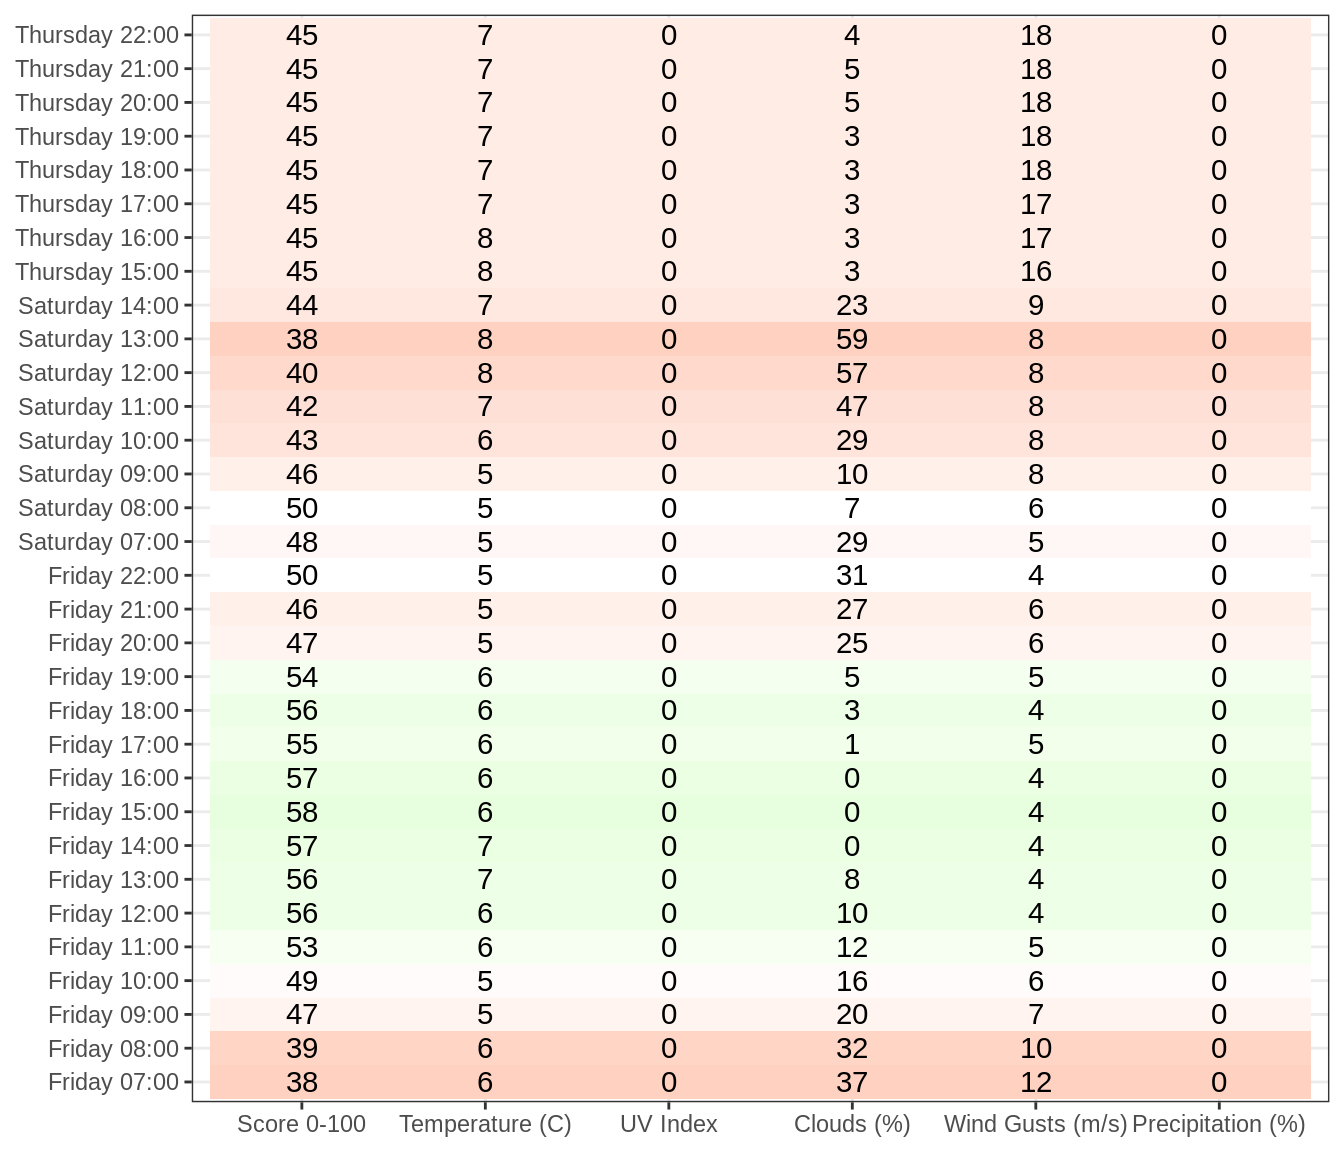 Thursday 22:00 45 7 0 4 18 0
Thursday 21:00 45 7 0 5 18 0
Thursday 20:00 45 7 0 5 18 0
Thursday 19:00 45 7 0 3 18 0
Thursday 18:00 45 7 0 3 18 0
Thursday 17:00 45 7 0 3 17 0
Thursday 16:00 45 8 0 3 17 0
Thursday 15:00 45 8 0 3 16 0
Saturday 14:00 44 7 0 23 9 0
Saturday 13:00 38 8 0 59 8 0
Saturday 12:00 40 8 0 57 8 0
Saturday 11:00 42 7 0 47 8 0
Saturday 10:00 43 6 0 29 8 0
Saturday 09:00 46 5 0 10 8 0
Saturday 08:00 50 5 0 7 6 0
Saturday 07:00 48 5 0 29 5 0
Friday 22:00 50 5 0 31 4 0
Friday 21:00 46 5 0 27 6 0
Friday 20:00 47 5 0 25 6 0
Friday 19:00 54 6 0 5 5 0
Friday 18:00 56 6 0 3 4 0
Friday 17:00 55 6 0 1 5 0
Friday 16:00 57 6 0 0 4 0
Friday 15:00 58 6 0 0 4 0
Friday 14:00 57 7 0 0 4 0
Friday 13:00 56 7 0 8 4 0
Friday 12:00 56 6 0 10 4 0
Friday 11:00 53 6 0 12 5 0
Friday 10:00 49 5 0 16 6 0
Friday 09:00 47 5 0 20 7 0
Friday 08:00 39 6 0 32 10 0
Friday 07:00 38 6 0 37 12 0
Score 0-100 Temperature (C) UV Index Clouds (%) Wind Gusts (m/s) Precipitation (%)